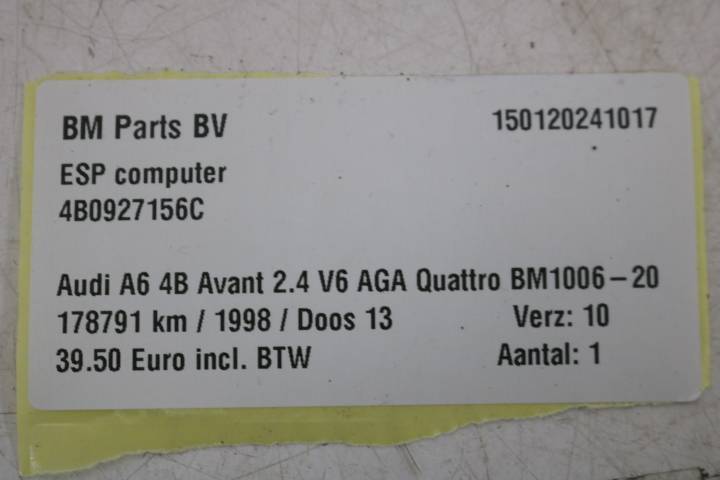 BM Parts BV 150120241017
ESP computer
4B0927156C
Audi A6 4B Avant 2.4 V6 AGA Quattro BM1006-20
178791 km / 1998 / Doos 13 Verz: 10
39.50 Euro incl. BTW Aantal: 1